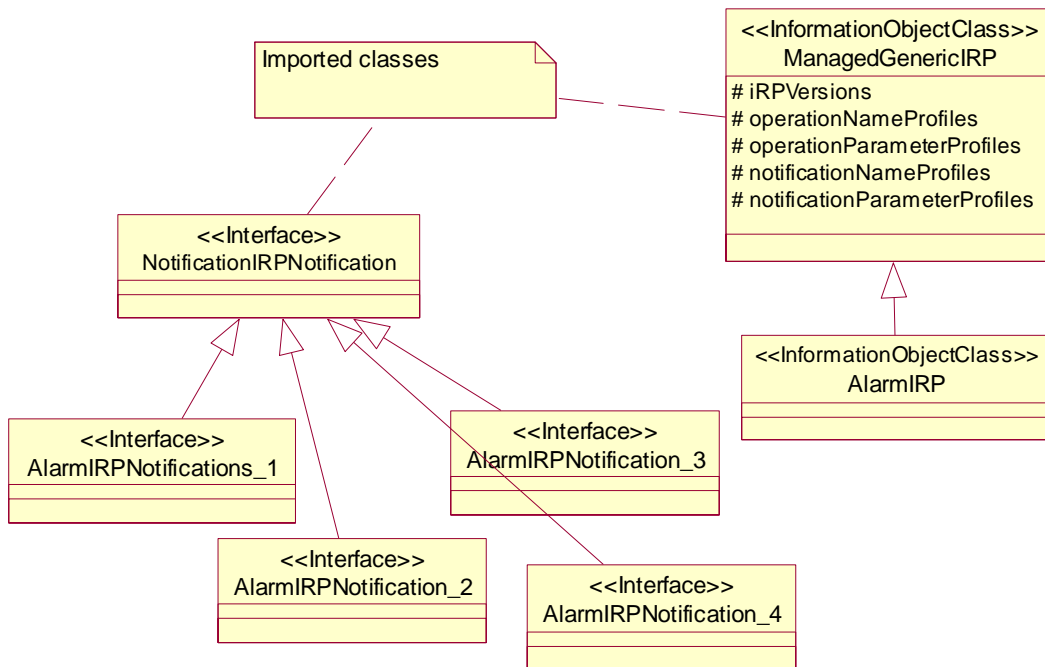 <<InformationObjectClass>>
ManagedGenericIRP
# iRPVersions
# operationNameProfiles
# operationParameterProfiles
# notificationNameProfiles
# notificationParameterProfiles
Imported classes
<<Interface>>
NotificationIRPNotification
<<InformationObjectClass>>
AlarmIRP
<<Interface>>
AlarmIRPNotifications_1
<<Interface>>
AlarmIRPNotification_3
<<Interface>>
AlarmIRPNotification_2
<<Interface>>
AlarmIRPNotification_4